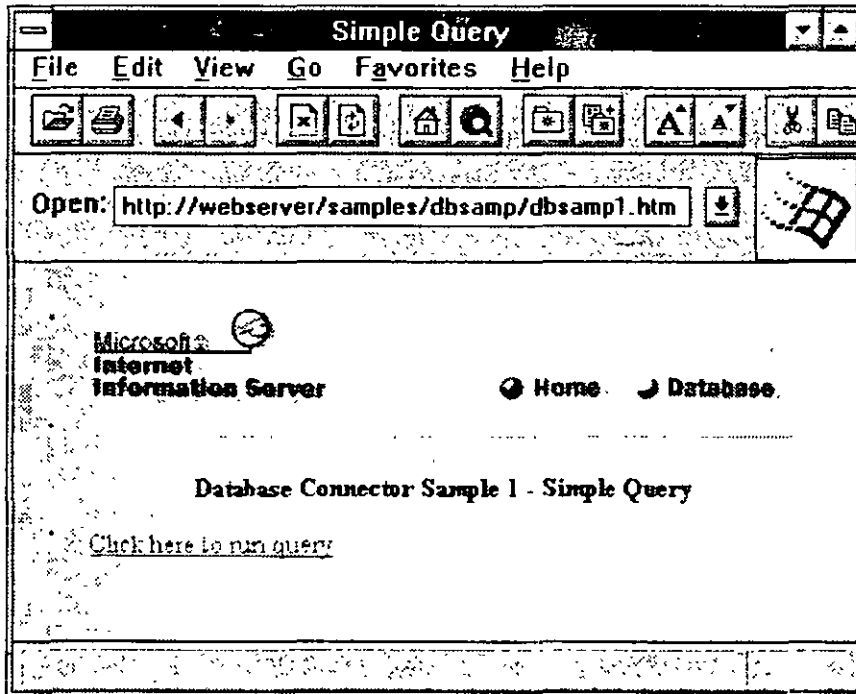 Simple Query
File Edit View Go Favorites Help
A A
Open: http://webserver/samples/dbsamp/dbsamp1.htm
Microsoft®
Internet
Information Server
Home Database
Database Connector Sample 1 - Simple Query
Click here to run query